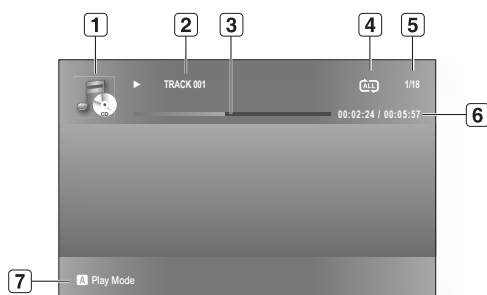 1 2 3 4 5
TRACK 001 ALL 1/18
CD
00:02:24 / 00:05:57 6
7 A Play Mode